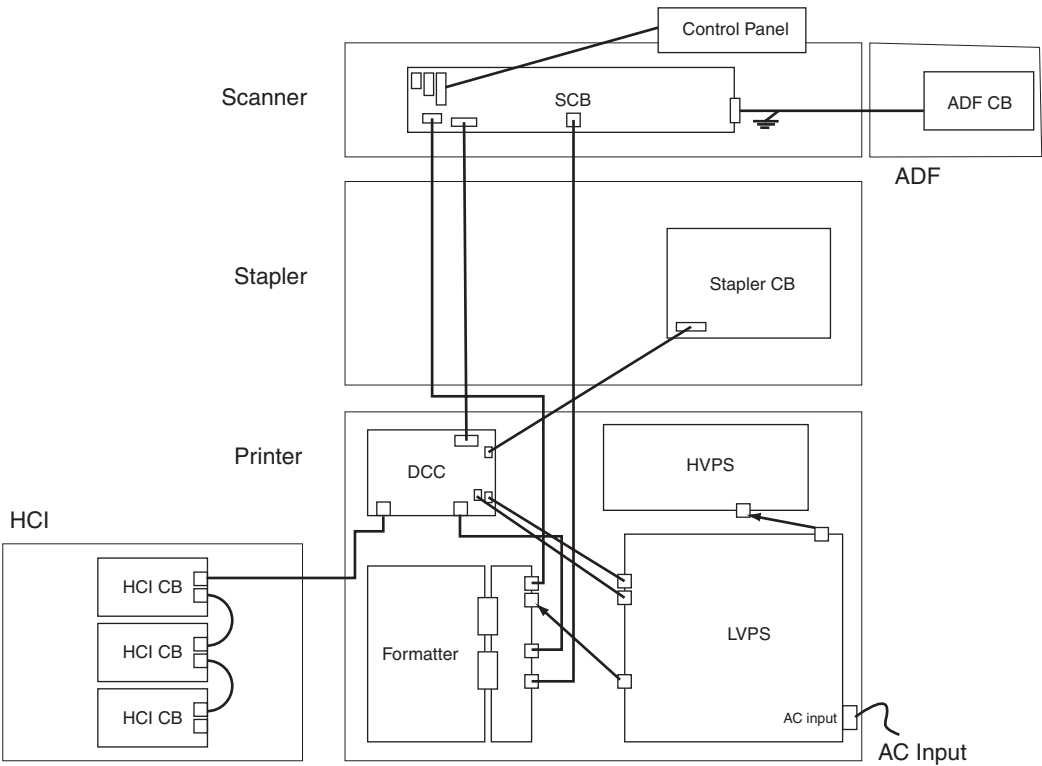 Control Panel
Scanner
SCB
ADF CB
ADF
Stapler
Stapler CB
Printer
DCC
HVPS
HCI
HCI CB
HCI CB
HCI CB
Formatter
LVPS
AC input
AC Input